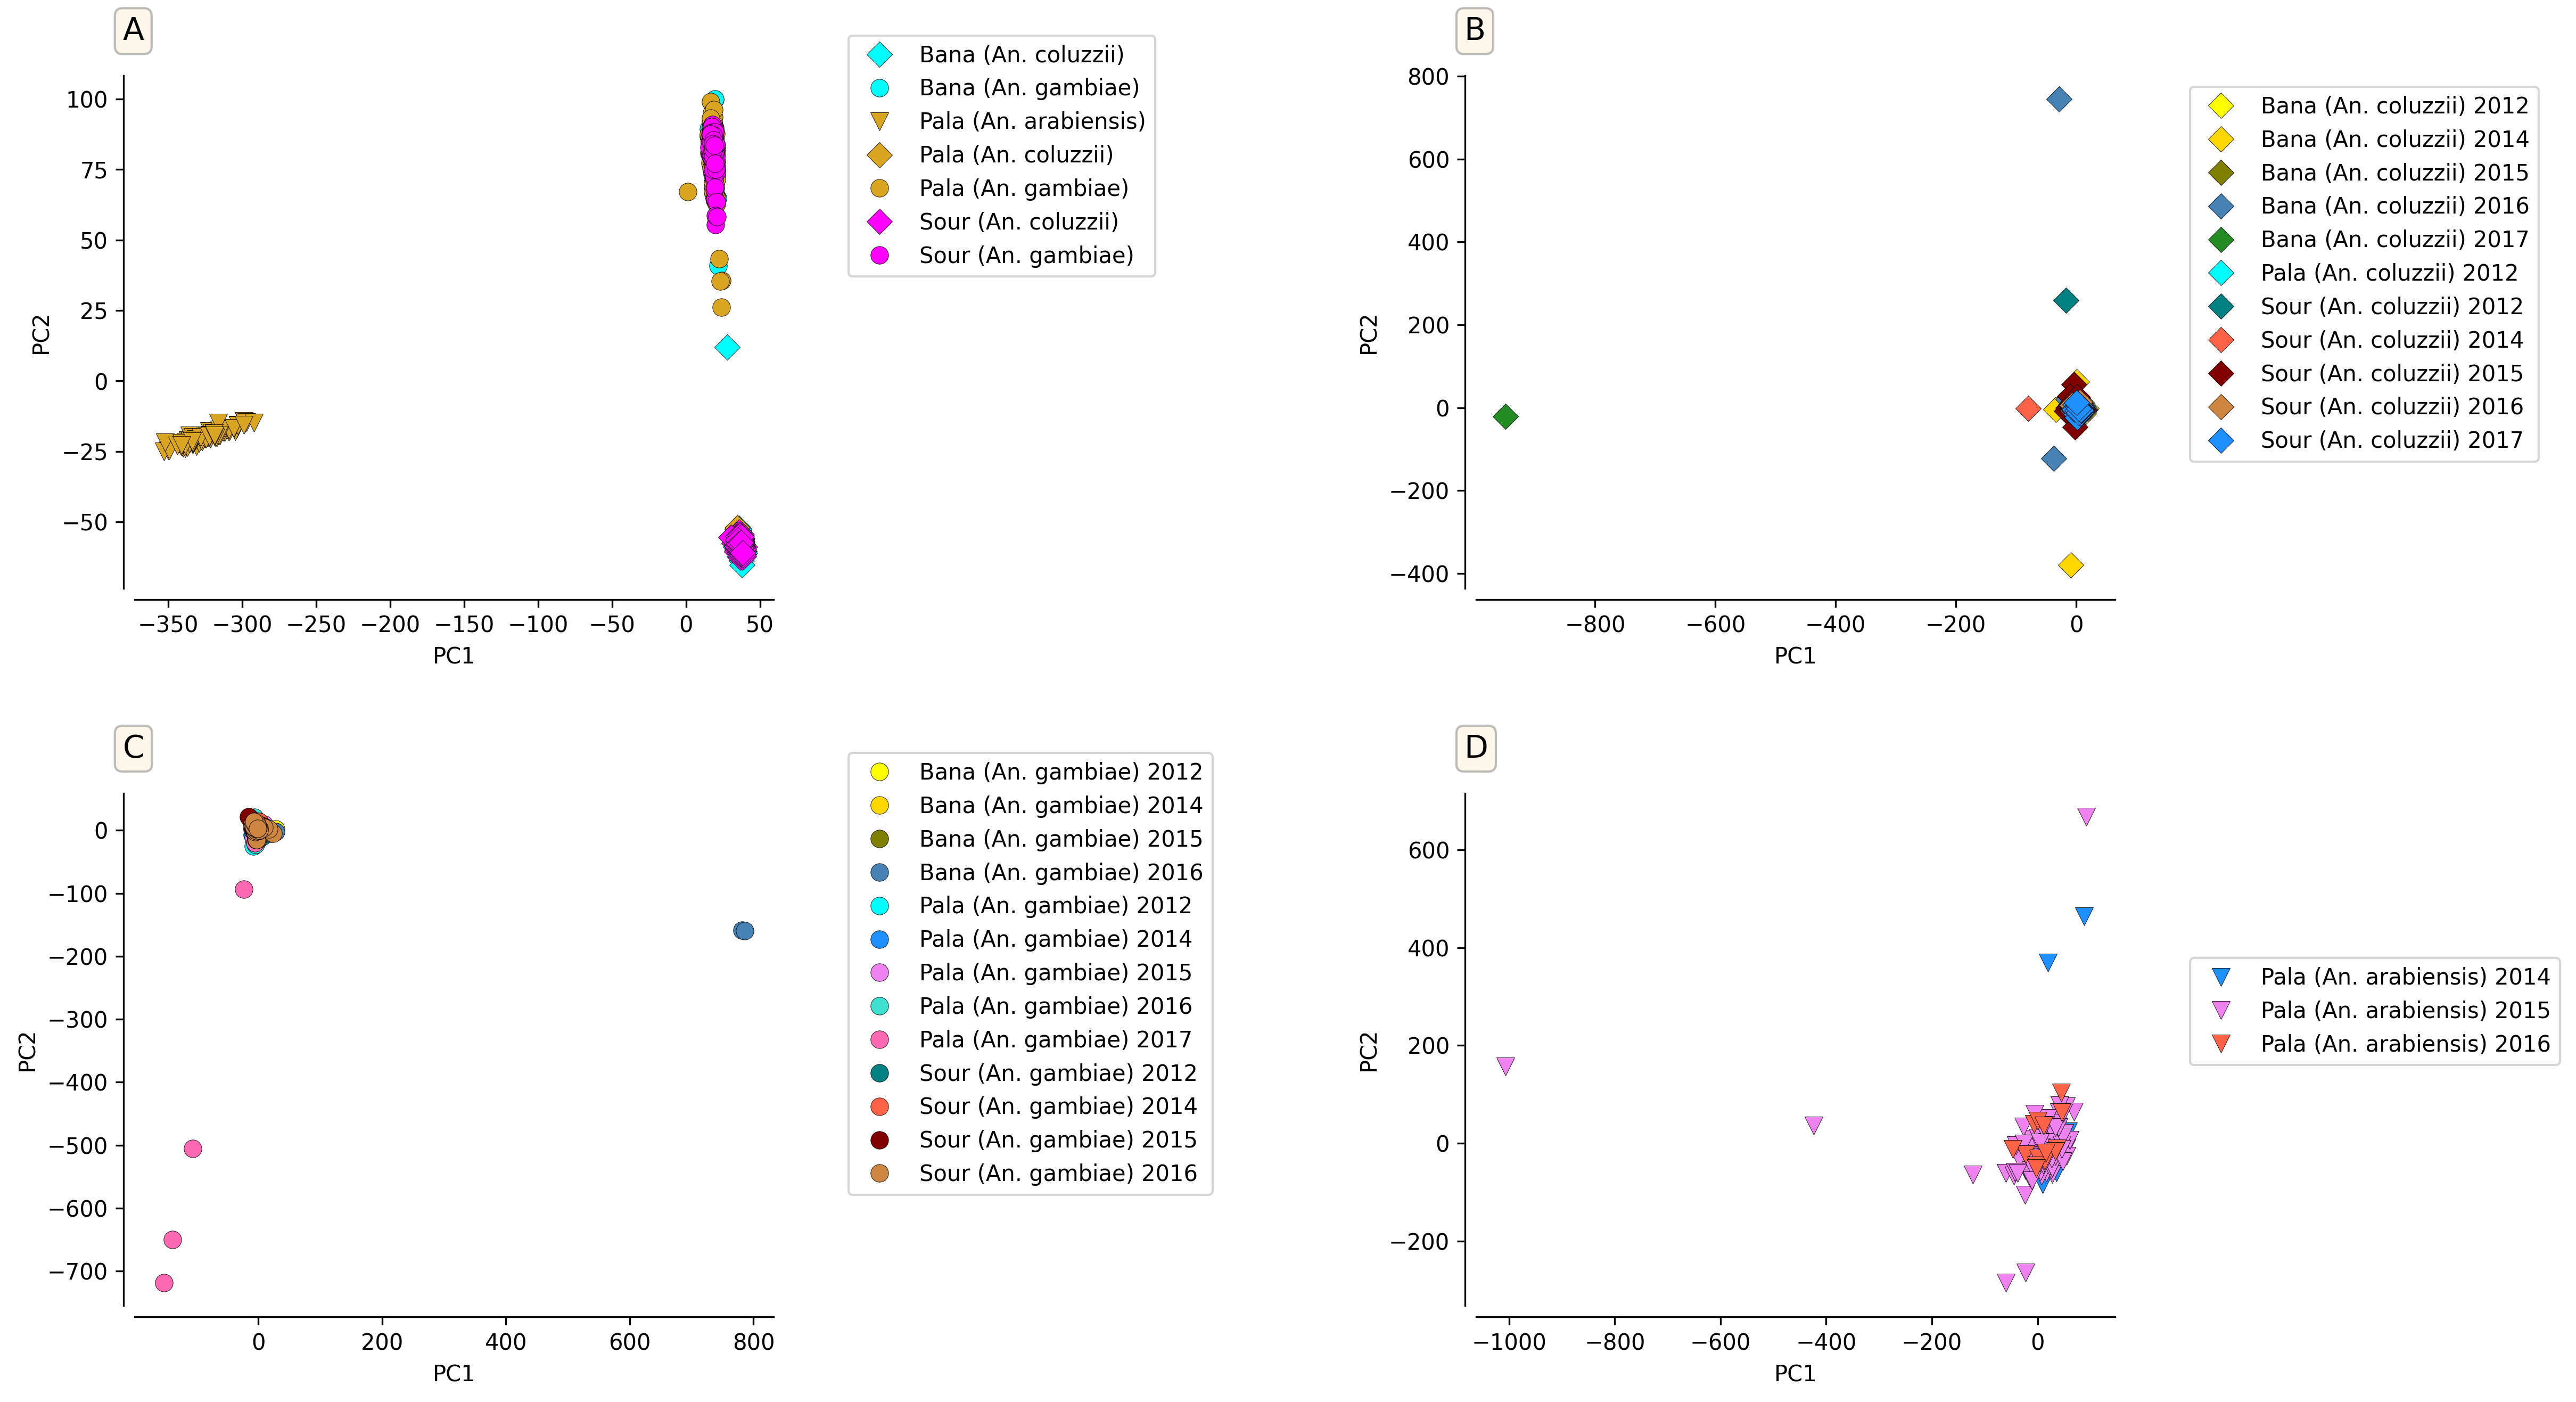 A
100
75
50
25
0
−25
−50
PC2
−350
−300
−250
−200
−150
−100
−50
0
50
PC1
Bana (An. coluzzii)
Bana (An. gambiae)
Pala (An. arabiensis)
Pala (An. coluzzii)
Pala (An. gambiae)
Sour (An. coluzzii)
Sour (An. gambiae)
B
800
600
400
200
0
−200
−400
PC2
−800
−600
−400
−200
0
PC1
Bana (An. coluzzii) 2012
Bana (An. coluzzii) 2014
Bana (An. coluzzii) 2015
Bana (An. coluzzii) 2016
Bana (An. coluzzii) 2017
Pala (An. coluzzii) 2012
Sour (An. coluzzii) 2012
Sour (An. coluzzii) 2014
Sour (An. coluzzii) 2015
Sour (An. coluzzii) 2016
Sour (An. coluzzii) 2017
C
0
−100
−200
−300
−400
−500
−600
−700
PC2
0
200
400
600
800
PC1
Bana (An. gambiae) 2012
Bana (An. gambiae) 2014
Bana (An. gambiae) 2015
Bana (An. gambiae) 2016
Pala (An. gambiae) 2012
Pala (An. gambiae) 2014
Pala (An. gambiae) 2015
Pala (An. gambiae) 2016
Pala (An. gambiae) 2017
Sour (An. gambiae) 2012
Sour (An. gambiae) 2014
Sour (An. gambiae) 2015
Sour (An. gambiae) 2016
D
600
400
200
0
−200
PC2
−1000
−800
−600
−400
−200
0
PC1
Pala (An. arabiensis) 2014
Pala (An. arabiensis) 2015
Pala (An. arabiensis) 2016